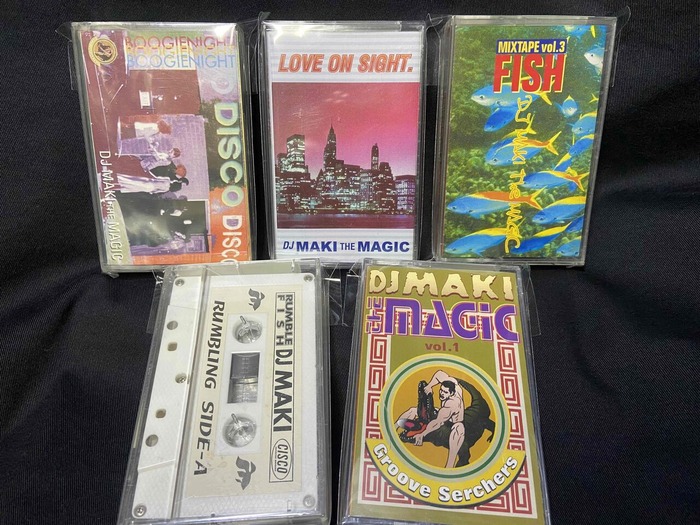 BOOGIENIGHT
BOOGIENIGHT
DISCO DISCO
DJ MAKI THE MAGIC
LOVE ON SIGHT.
DJ MAKI THE MAGIC
MIXTAPE vol.3
FISH
DJ MAKI The MAGIC
RUMBLE
FISH DJ MAKI
CISCO
RUMBLING SIDE-A
DJ MAKI
the MAGIC
vol.1
Groove Serchers